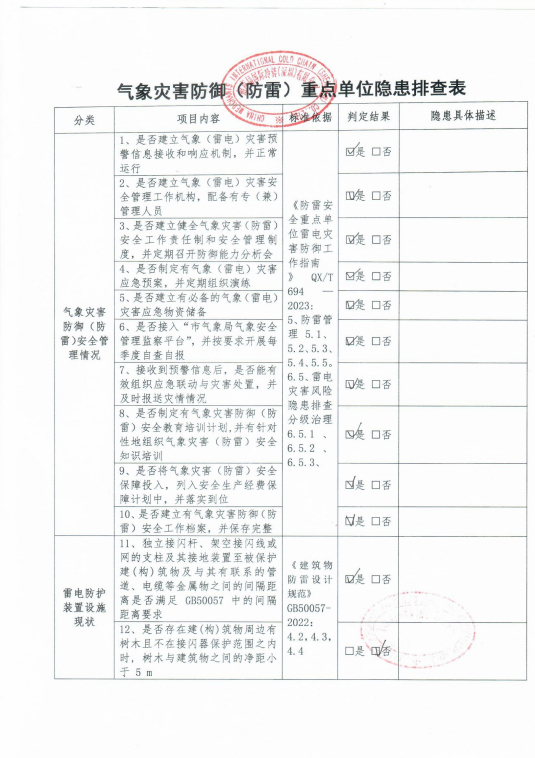 气象灾害防御（防雷）重点单位隐患排查表
分类
项目内容
标准依据
判定结果
隐患具体描述
气象灾害
防御（防
雷）安全管
理情况
1、是否建立气象（雷电）灾害预
警信息接收和响应机制，并正常
运行
☑是 □否
2、是否建立气象（雷电）灾害安
全管理工作机构，配备有专（兼）
管理人员
☑是 □否
3、是否建立健全气象灾害（防雷）
安全工作责任制和安全管理制
度，并定期召开防御能力分析会
☑是 □否
4、是否制定有气象（雷电）灾害
应急预案，并定期组织演练
☑是 □否
5、是否建立有必备的气象（雷电）
灾害应急物资储备
☑是 □否
6、是否接入“市气象局气象安全
管理监察平台”，并按要求开展每
季度自查自报
☑是 □否
7、接收到预警信息后，是否能有
效组织应急联动与灾害处置，并
及时报送灾情情况
☑是 □否
8、是否制定有气象灾害防御（防
雷）安全教育培训计划，并有针对
性地组织气象灾害（防雷）安全
知识培训
☑是 □否
9、是否将气象灾害（防雷）安全
保障投入，列入安全生产经费保
障计划中，并落实到位
☑是 □否
10、是否建立有气象灾害防御（防
雷）安全工作档案，并保存完整
☑是 □否
《防雷安
全重点单
位雷电灾
害防御工
作指南
》 QX/T
694 —
2023：
5、防雷管
理 5.1、
5.2、5.3、
5.4、5.5。
6.5、雷电
灾害风险
隐患排查
分级治理
6.5.1 、
6.5.2 、
6.5.3、
雷电防护
装置设施
现状
11、独立接闪杆、架空接闪线或
网的支柱及其接地装置至被保护
建(构)筑物及与其有联系的管
道、电缆等金属物之间的间隔距
离是否满足 GB50057 中的间隔
距离要求
☑是 □否
12、是否存在建(构)筑物周边有
树木且不在接闪器保护范围之内
时，树木与建筑物之间的净距小
于 5 m
□是 ☑否
《建筑物
防雷设计
规范》
GB50057-
2022：
4.2,4.3,
4.4